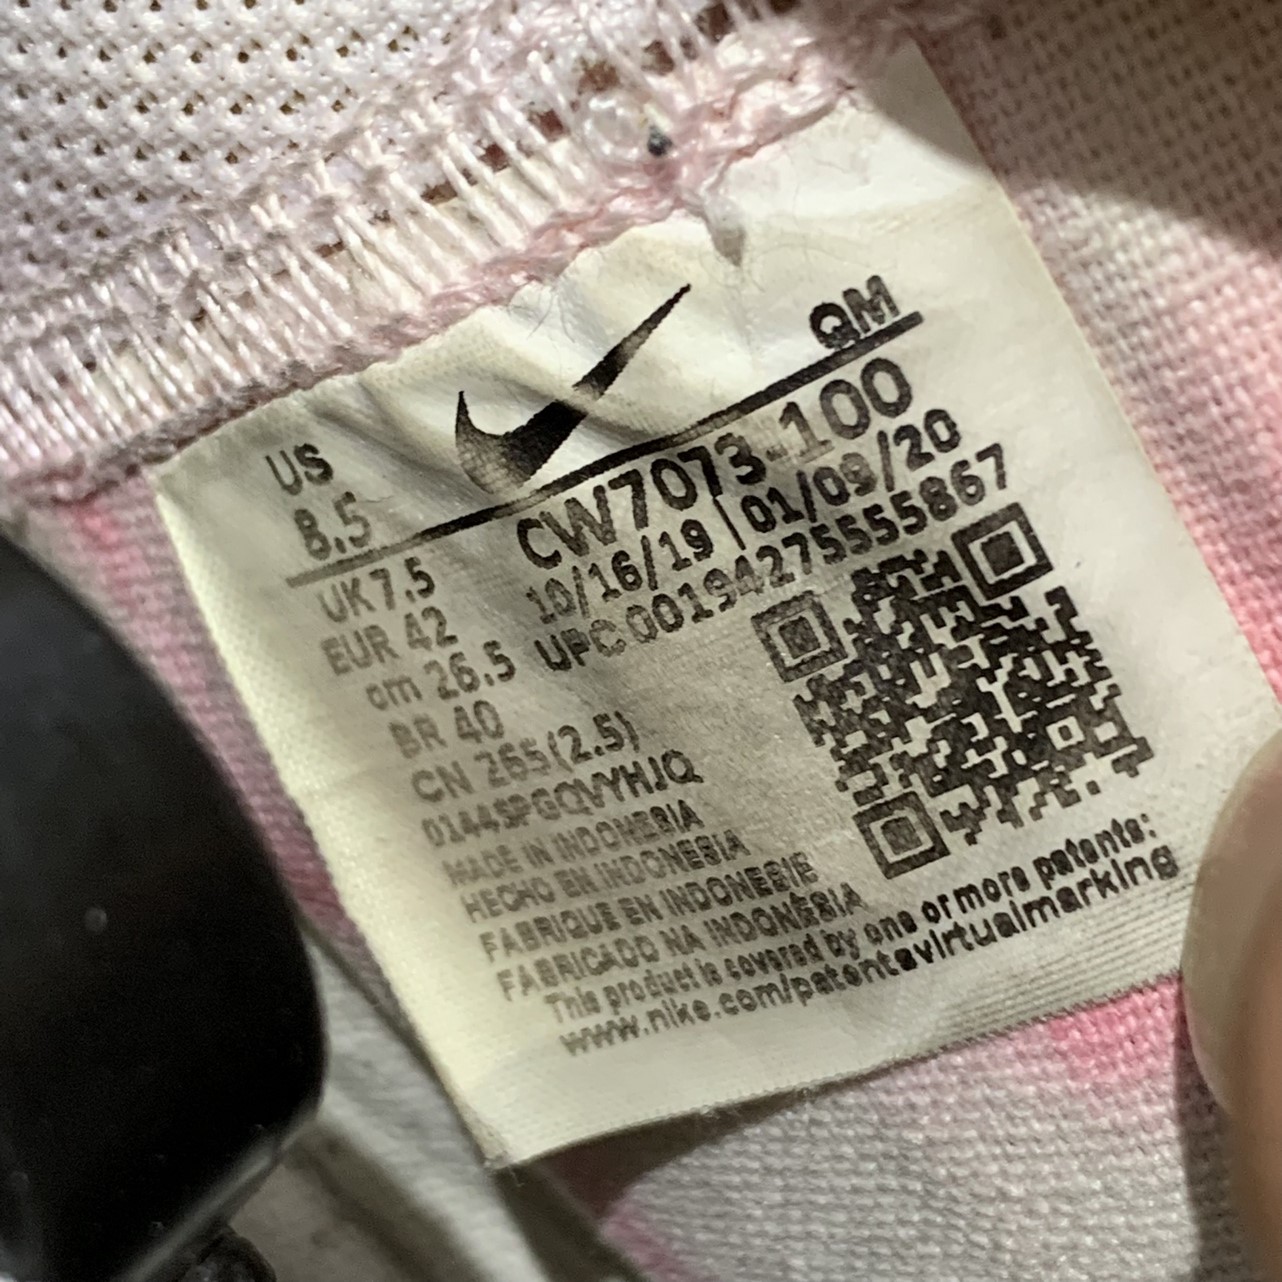 QM
US
8.5
CW7073-100
UK 7.5
10/16/19 | 01/09/20
EUR 42
UPC:00194275555867
cm 26.5
BR 40
CN 265(2.5)
0144SPGQVYHJQ
MADE IN INDONESIA
HECHO EN INDONESIA
FABRIQUE EN INDONESIE
FABRICADO NA INDONÉSIA
This product is covered by one or more patents:
www.nike.com/patentsvirtualmarking